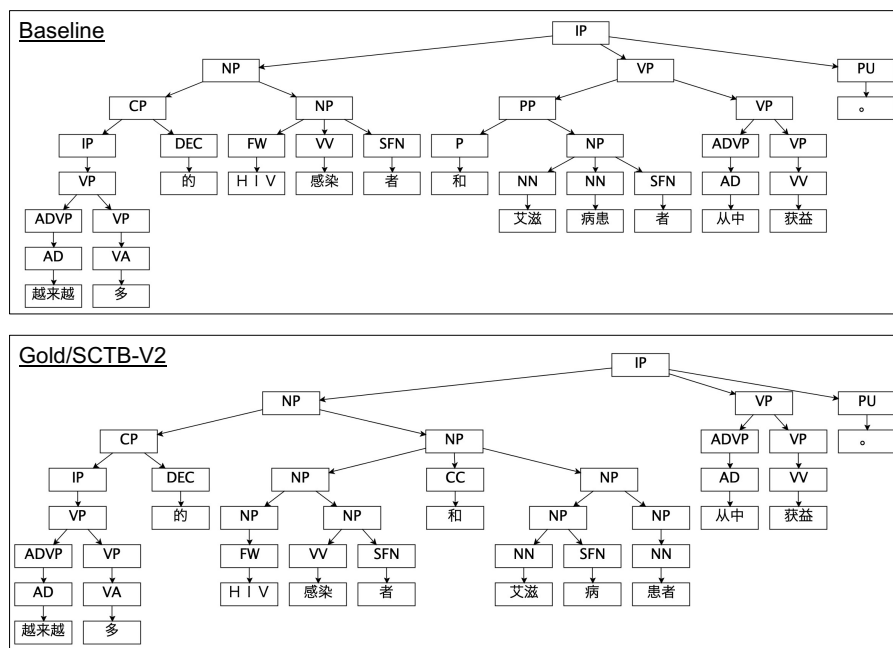 Baseline
IP
NP VP PU
CP NP PP VP 。
IP DEC FW VV SFN P NP ADVP VP
VP 的 ＨＩＶ 感染 者 和 NN NN SFN AD VV
ADVP VP 艾滋 病患 者 从中 获益
AD VA
越来越 多
Gold/SCTB-V2
IP
NP VP PU
CP NP ADVP VP 。
IP DEC NP CC NP AD VV
VP 的 NP NP 和 NP NP 从中 获益
ADVP VP FW VV SFN NN SFN NN
AD VA ＨＩＶ 感染 者 艾滋 病 患者
越来越 多